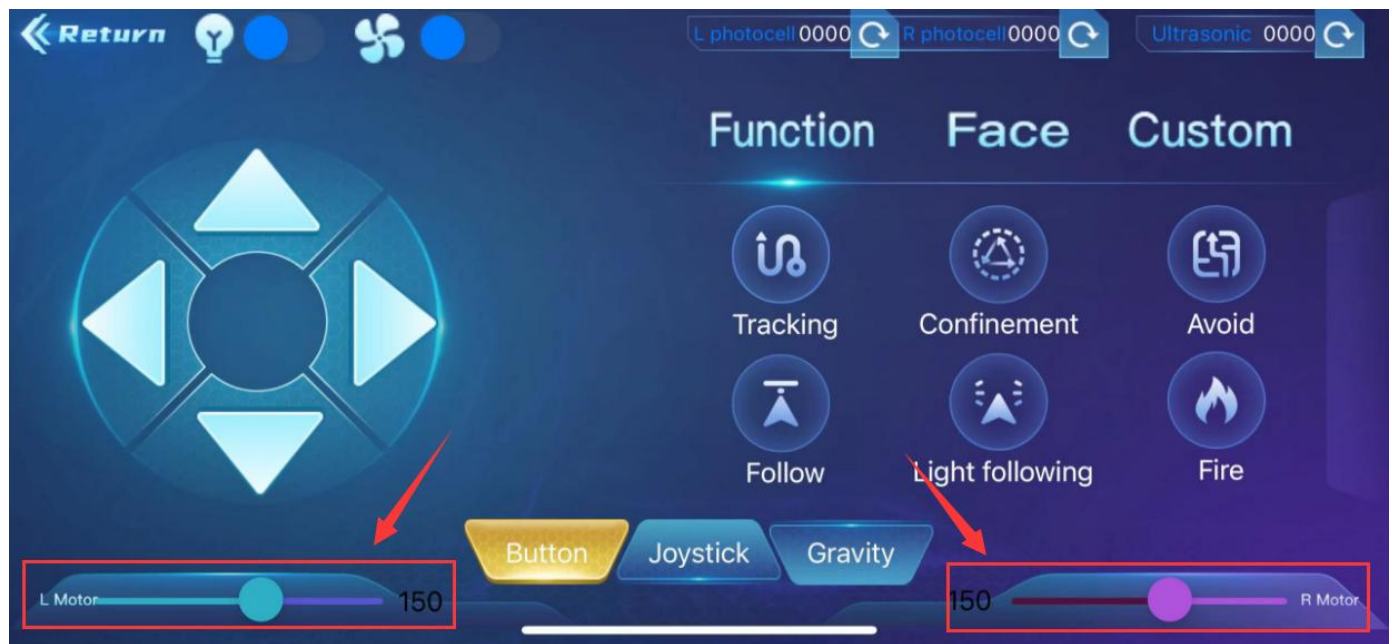 Return
L photocell 0000
R photocell 0000
Ultrasonic 0000
Function Face Custom
Tracking Confinement Avoid
Follow Light following Fire
Button Joystick Gravity
L Motor 150
150 R Motor